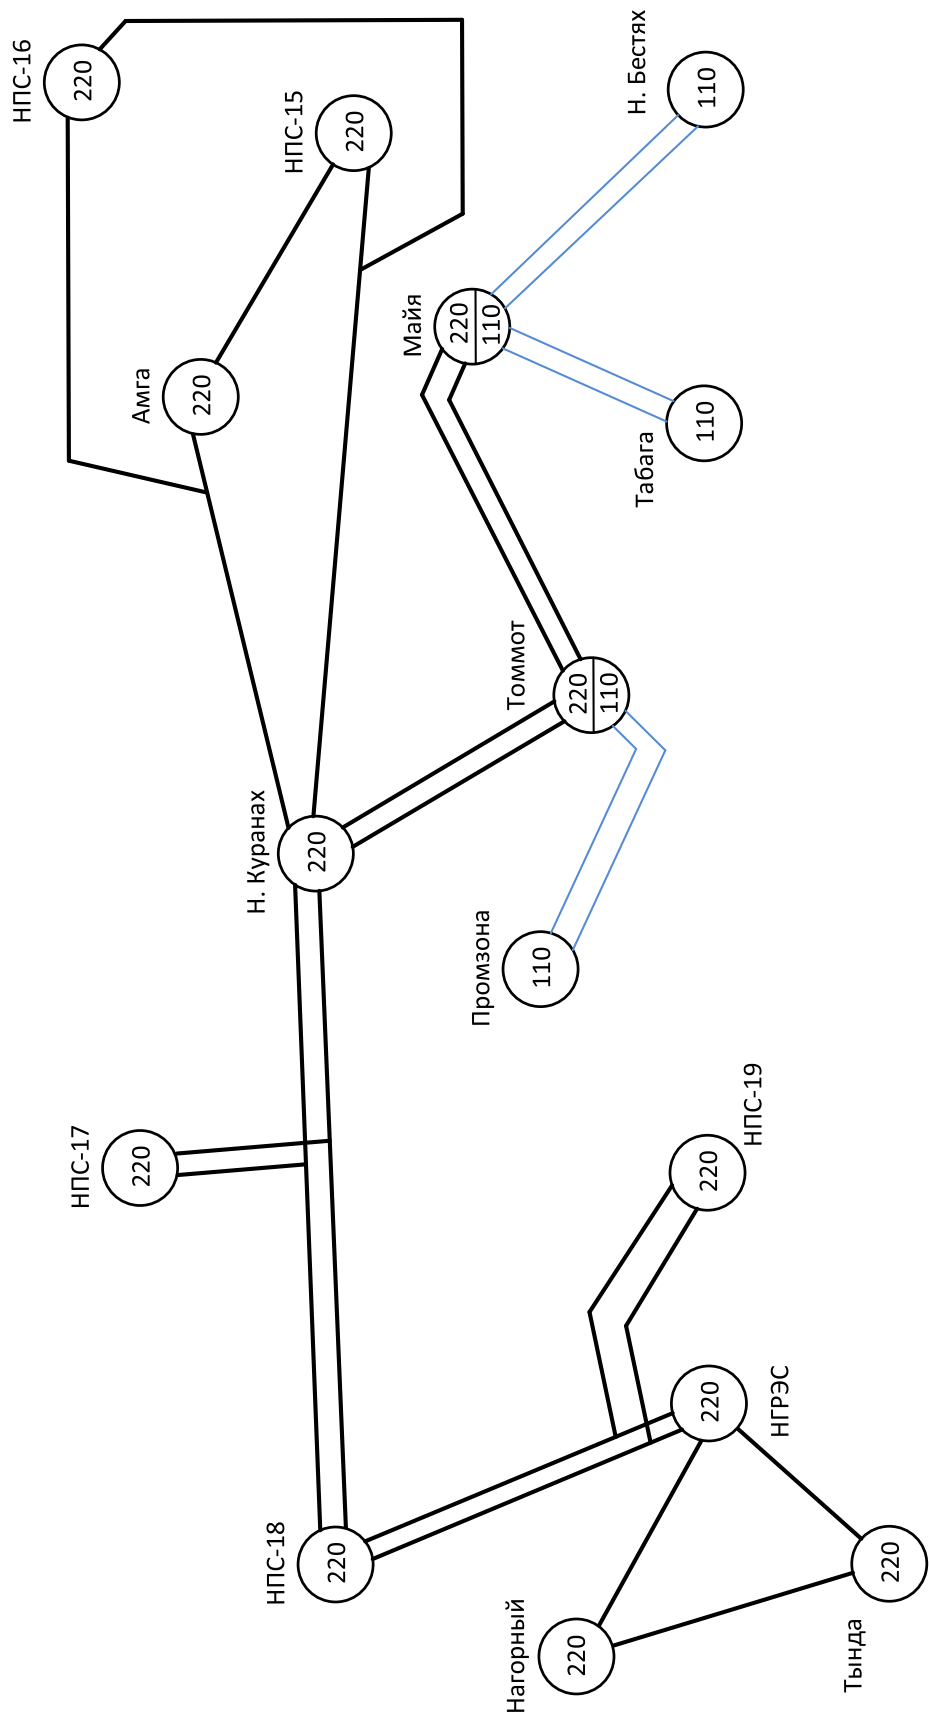 НПС-16
220
НПС-15
220
Н. Бестях
110
Амга
220
Майя
220
110
Табага
110
Томмот
220
110
Н. Куранах
220
Промзона
110
НПС-17
220
НПС-19
220
НГРЭС
220
НПС-18
220
Нагорный
220
Тында
220